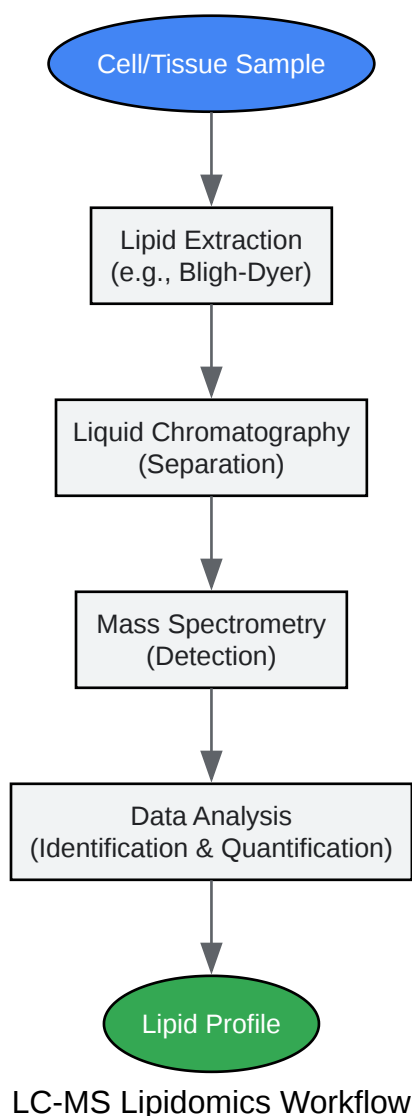 Cell/Tissue Sample
Lipid Extraction
(e.g., Bligh-Dyer)
Liquid Chromatography
(Separation)
Mass Spectrometry
(Detection)
Data Analysis
(Identification & Quantification)
Lipid Profile
LC-MS Lipidomics Workflow